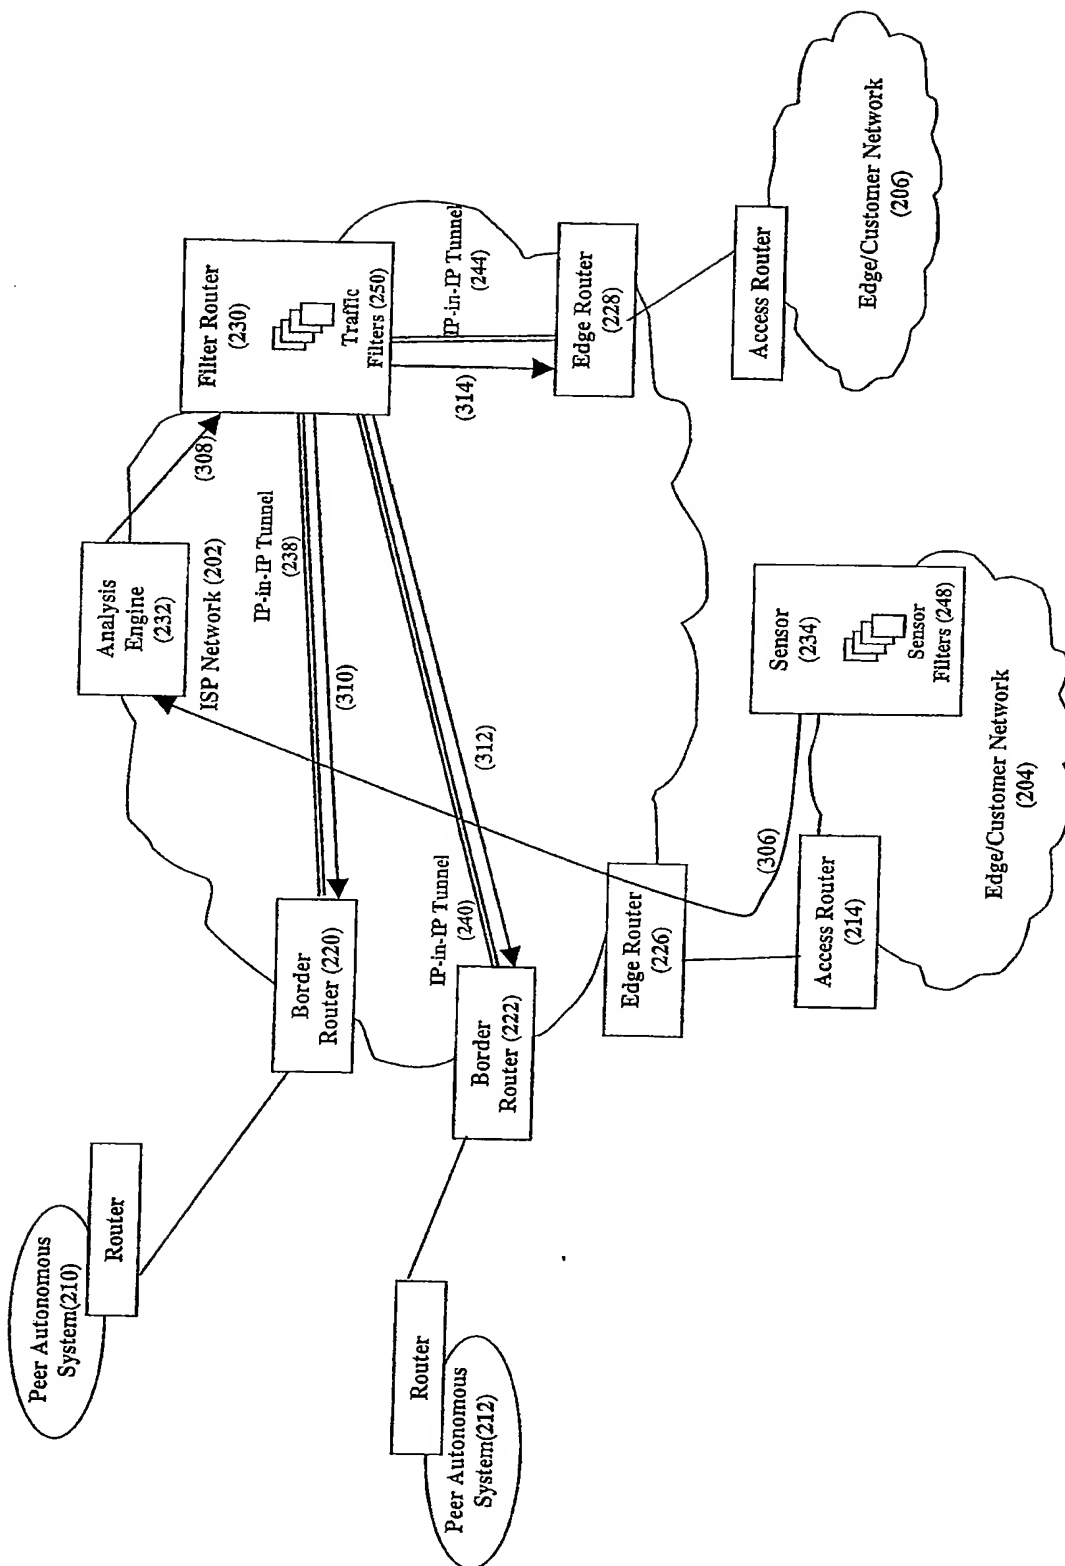 Peer Autonomous
System(210)
Router
Peer Autonomous
System(212)
Router
Border
Router (220)
Border
Router (222)
Analysis
Engine
(232)
ISP Network (202)
(308)
Filter Router
(230)
Traffic
Filters (250)
IP-in-IP Tunnel
(238)
(310)
IP-in-IP Tunnel
(240)
(312)
IP-in-IP Tunnel
(244)
(314)
Edge Router
(228)
Access Router
Edge/Customer Network
(206)
Edge Router
(226)
(306)
Access Router
(214)
Sensor
(234)
Sensor
Filters (248)
Edge/Customer Network
(204)